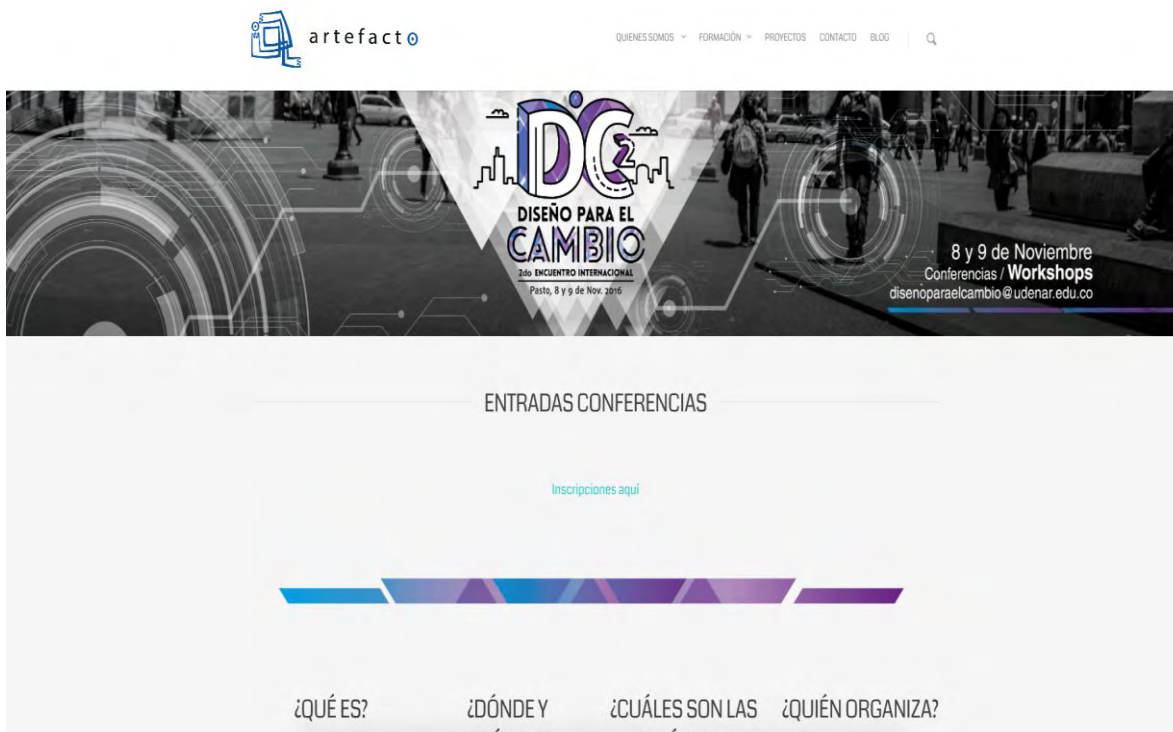 artefacto
QUIENES SOMOS FORMACIÓN PROYECTOS CONTACTO BLOG
DC2
DISEÑO PARA EL
CAMBIO
2do ENCUENTRO INTERNACIONAL
Pasto, 8 y 9 de Nov. 2016
8 y 9 de Noviembre
Conferencias / Workshops
disenoparaelcambio@udenar.edu.co
ENTRADAS CONFERENCIAS
Inscripciones aquí
¿QUÉ ES? ¿DÓNDE Y ¿CUÁLES SON LAS ¿QUIÉN ORGANIZA?